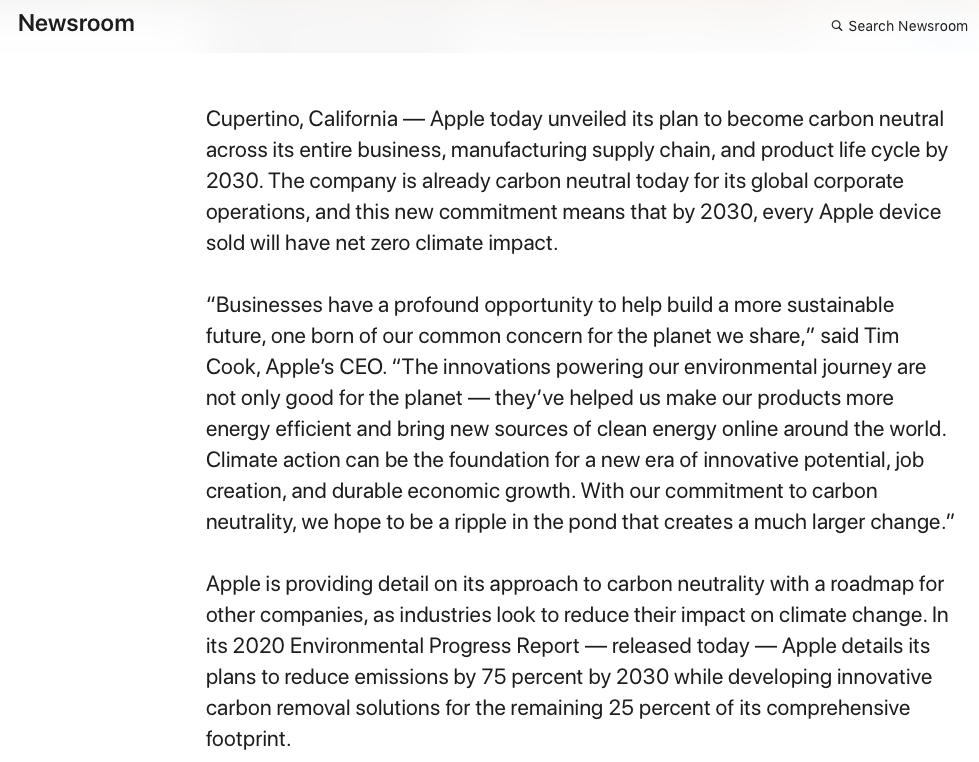 Newsroom
Search Newsroom
Cupertino, California — Apple today unveiled its plan to become carbon neutral
across its entire business, manufacturing supply chain, and product life cycle by
2030. The company is already carbon neutral today for its global corporate
operations, and this new commitment means that by 2030, every Apple device
sold will have net zero climate impact.
“Businesses have a profound opportunity to help build a more sustainable
future, one born of our common concern for the planet we share,” said Tim
Cook, Apple’s CEO. “The innovations powering our environmental journey are
not only good for the planet — they’ve helped us make our products more
energy efficient and bring new sources of clean energy online around the world.
Climate action can be the foundation for a new era of innovative potential, job
creation, and durable economic growth. With our commitment to carbon
neutrality, we hope to be a ripple in the pond that creates a much larger change.”
Apple is providing detail on its approach to carbon neutrality with a roadmap for
other companies, as industries look to reduce their impact on climate change. In
its 2020 Environmental Progress Report — released today — Apple details its
plans to reduce emissions by 75 percent by 2030 while developing innovative
carbon removal solutions for the remaining 25 percent of its comprehensive
footprint.